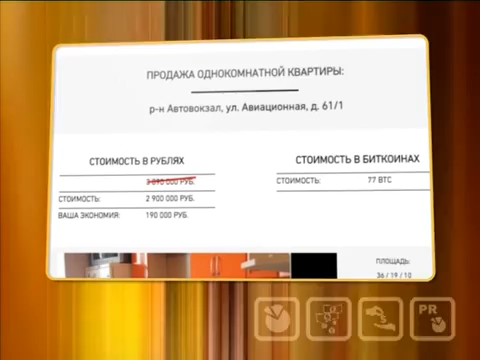 ПРОДАЖА ОДНОКОМНАТНОЙ КВАРТИРЫ:
р-н Автовокзал, ул. Авиационная, д. 61/1
СТОИМОСТЬ В РУБЛЯХ
3 090 000 РУБ.
СТОИМОСТЬ: 2 900 000 РУБ.
ВАША ЭКОНОМИЯ: 190 000 РУБ.
СТОИМОСТЬ В БИТКОИНАХ
СТОИМОСТЬ: 77 BTC
ПЛОЩАДЬ:
36 / 19 / 10
PR